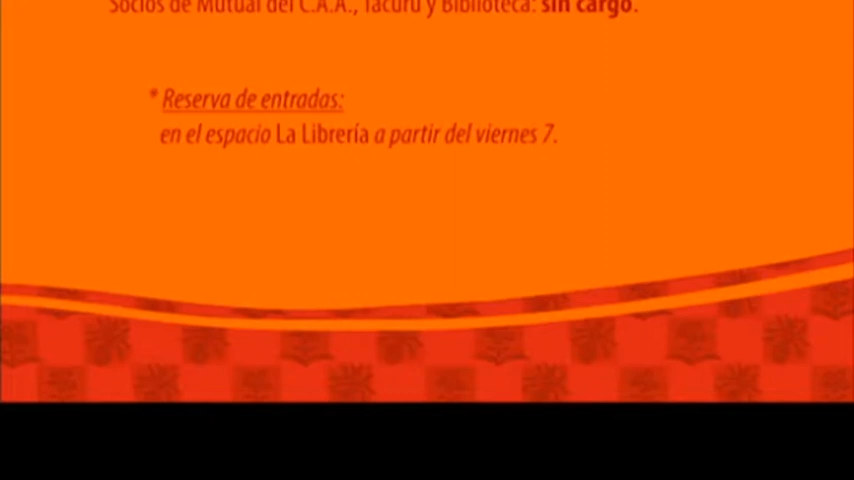 Socios de Mutual del C.A.A., Tacurú y Biblioteca: sin cargo.
* Reserva de entradas:
en el espacio La Librería a partir del viernes 7.